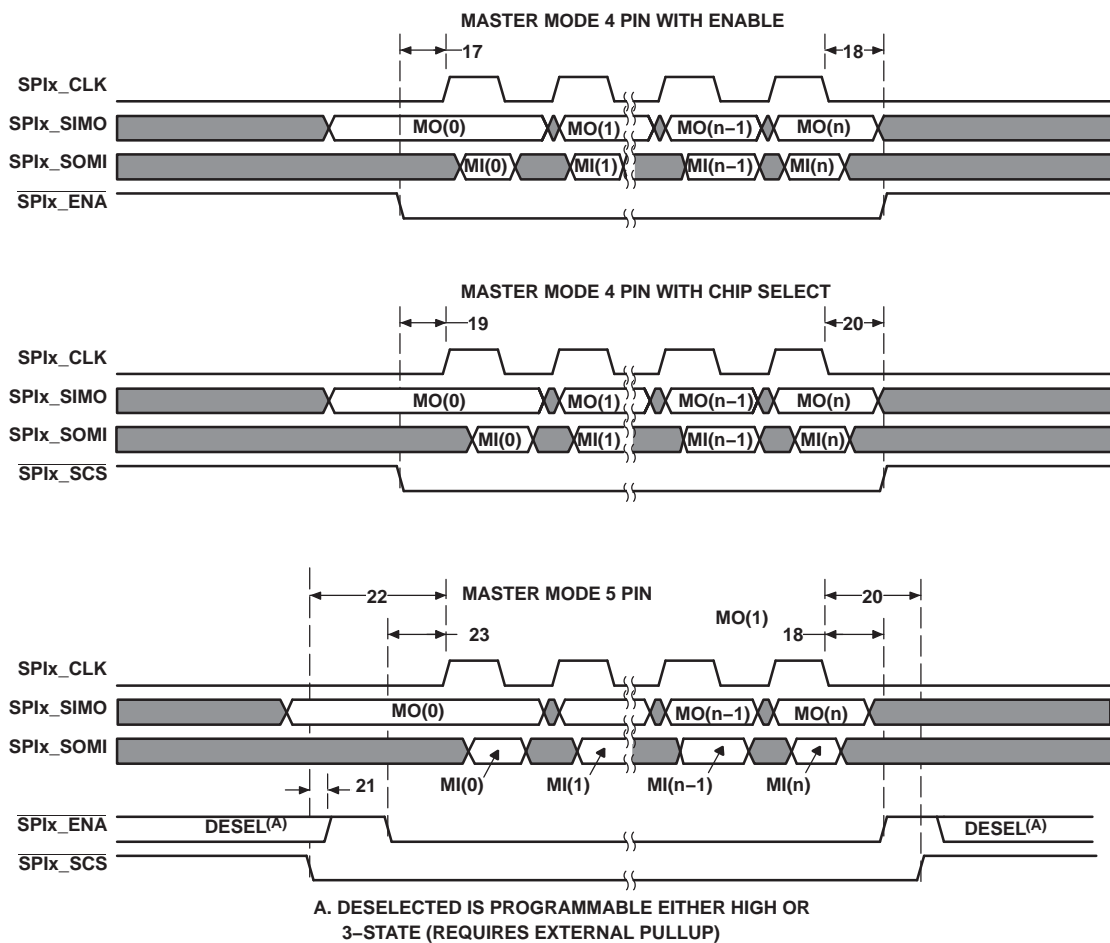 MASTER MODE 4 PIN WITH ENABLE
17
18
SPIx_CLK
SPIx_SIMO
MO(0)
MO(1)
MO(n−1)
MO(n)
SPIx_SOMI
MI(0)
MI(1)
MI(n−1)
MI(n)
SPIx_ENA
MASTER MODE 4 PIN WITH CHIP SELECT
19
20
SPIx_CLK
SPIx_SIMO
MO(0)
MO(1)
MO(n−1)
MO(n)
SPIx_SOMI
MI(0)
MI(1)
MI(n−1)
MI(n)
SPIx_SCS
22
MASTER MODE 5 PIN
20
MO(1)
23
18
SPIx_CLK
SPIx_SIMO
MO(0)
MO(n−1)
MO(n)
SPIx_SOMI
MI(0)
MI(1)
MI(n−1)
MI(n)
21
SPIx_ENA
DESEL(A)
DESEL(A)
SPIx_SCS
A. DESELECTED IS PROGRAMMABLE EITHER HIGH OR
3−STATE (REQUIRES EXTERNAL PULLUP)